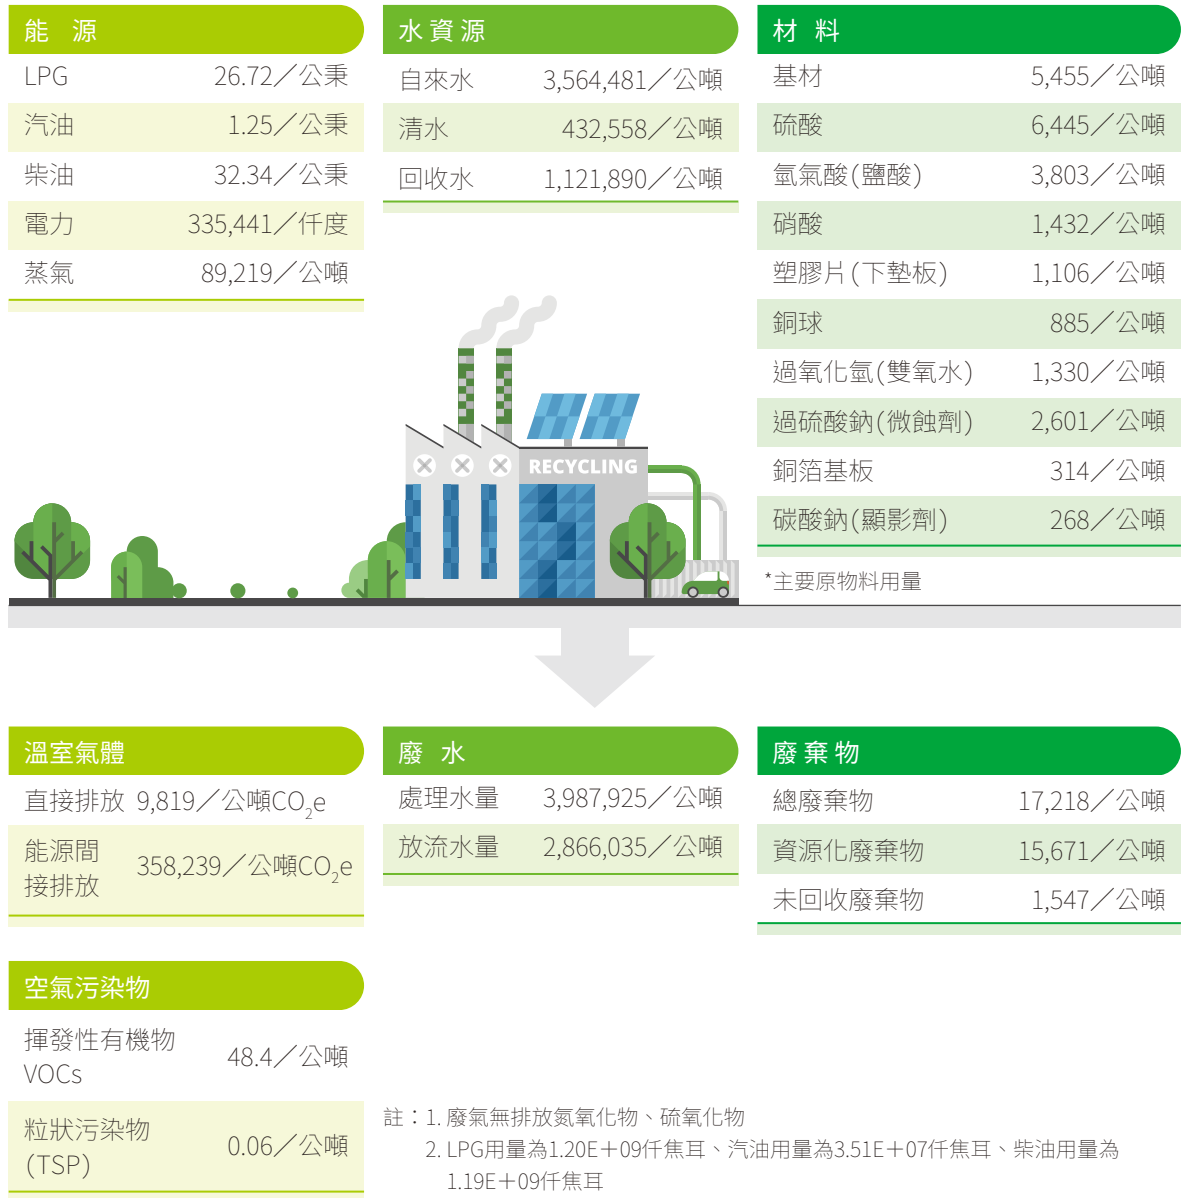 能 源
LPG 26.72／公秉
汽油 1.25／公秉
柴油 32.34／公秉
電力 335,441／仟度
蒸氣 89,219／公噸
水資源
自來水 3,564,481／公噸
清水 432,558／公噸
回收水 1,121,890／公噸
材 料
基材 5,455／公噸
硫酸 6,445／公噸
氫氣酸(鹽酸) 3,803／公噸
硝酸 1,432／公噸
塑膠片(下墊板) 1,106／公噸
銅球 885／公噸
過氧化氫(雙氧水) 1,330／公噸
過硫酸鈉(微蝕劑) 2,601／公噸
銅箔基板 314／公噸
碳酸鈉(顯影劑) 268／公噸
*主要原物料用量
RECYCLING
溫室氣體
直接排放 9,819／公噸CO₂e
能源間
接排放 358,239／公噸CO₂e
廢 水
處理水量 3,987,925／公噸
放流水量 2,866,035／公噸
廢棄物
總廢棄物 17,218／公噸
資源化廢棄物 15,671／公噸
未回收廢棄物 1,547／公噸
空氣污染物
揮發性有機物
VOCs 48.4／公噸
粒狀污染物
(TSP) 0.06／公噸
註：1. 廢氣無排放氮氧化物、硫氧化物
2. LPG用量為1.20E＋09仟焦耳、汽油用量為3.51E＋07仟焦耳、柴油用量為
1.19E＋09仟焦耳